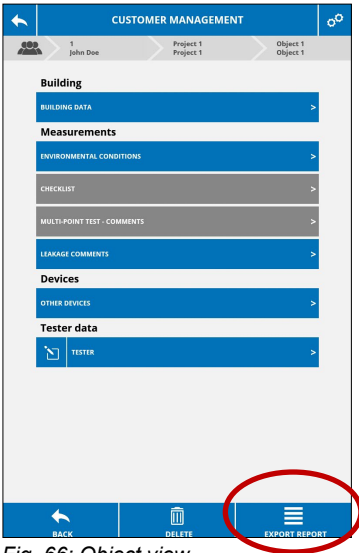 CUSTOMER MANAGEMENT
1 Project 1 Object 1
John Doe Project 1 Object 1
Building
BUILDING DATA >
Measurements
ENVIRONMENTAL CONDITIONS >
CHECKLIST >
MULTI-POINT TEST - COMMENTS >
LEAKAGE COMMENTS >
Devices
OTHER DEVICES >
Tester data
TESTER >
BACK DELETE EXPORT REPORT
Fig. 66: Object view